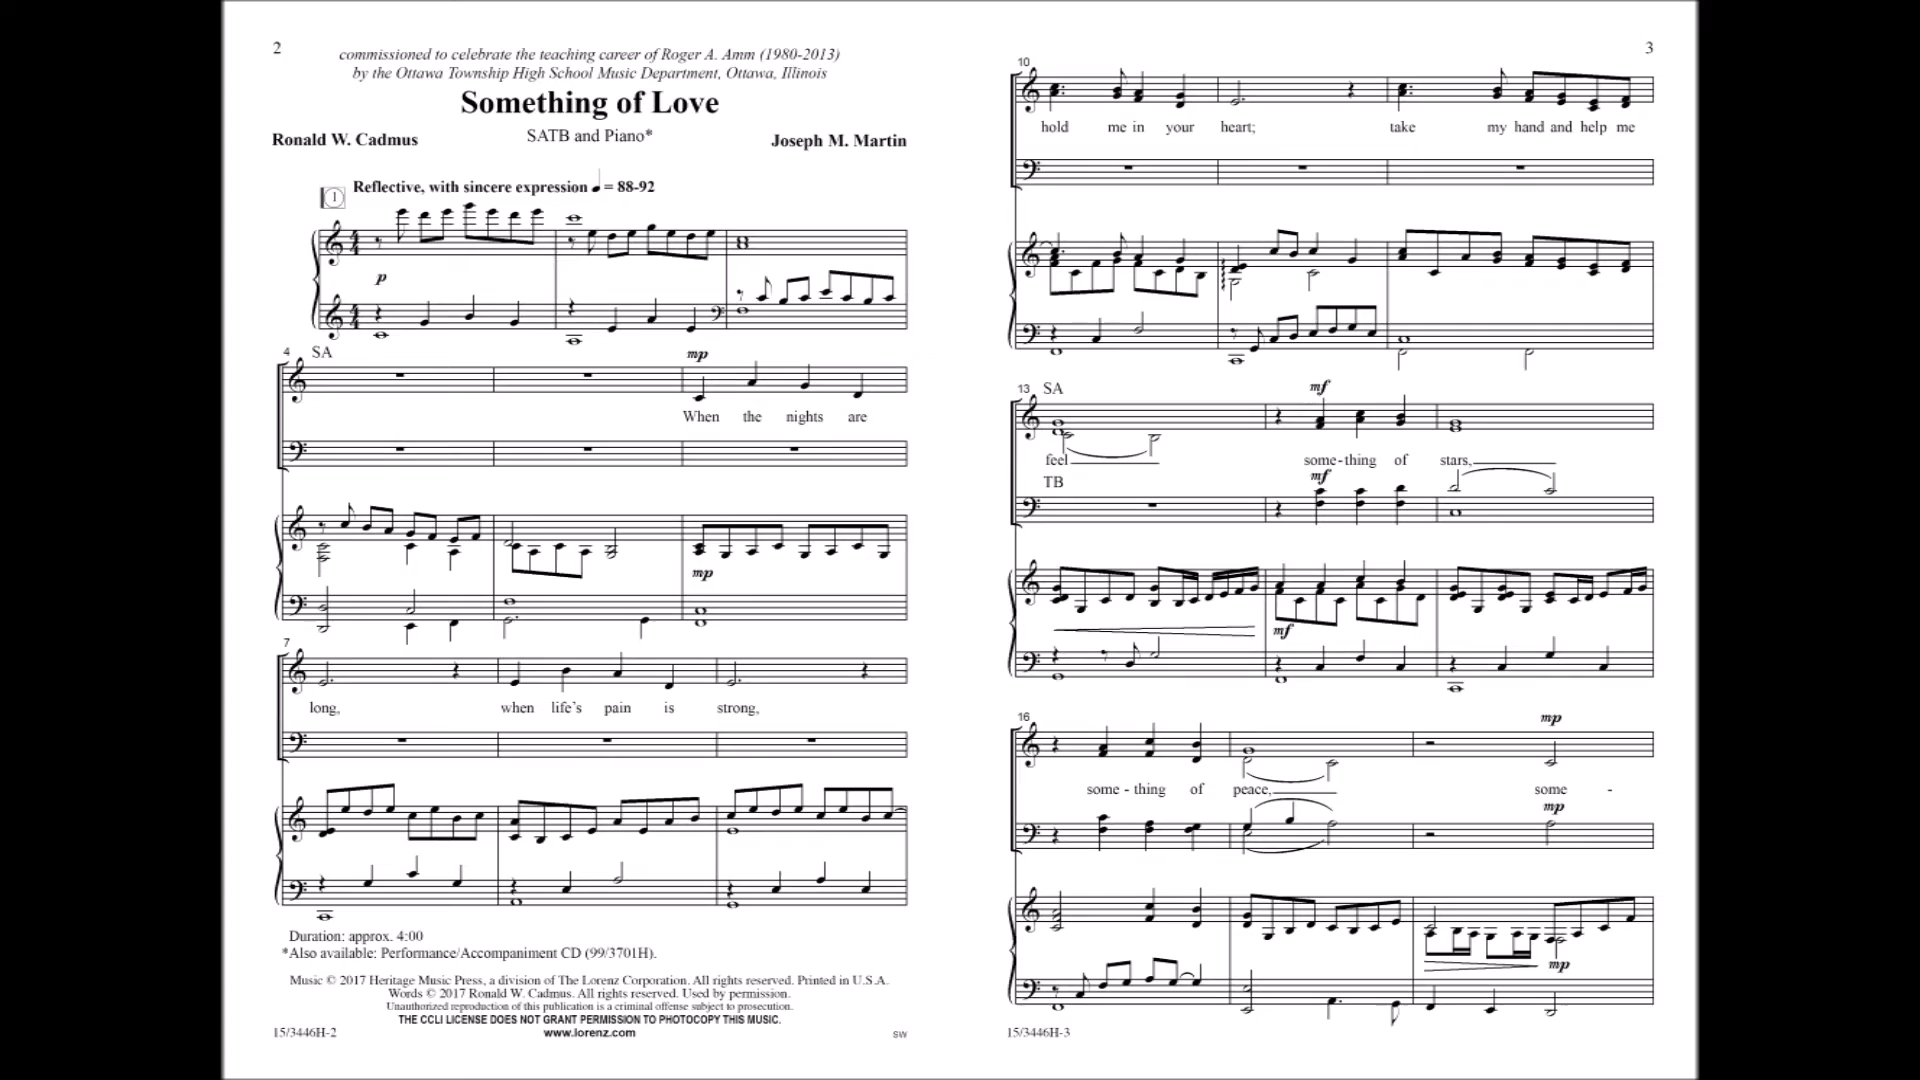 2
commissioned to celebrate the teaching career of Roger A. Amm (1980-2013)
by the Ottawa Township High School Music Department, Ottawa, Illinois
Something of Love
Ronald W. Cadmus
SATB and Piano*
Joseph M. Martin
1
Reflective, with sincere expression ♩ = 88-92
p
4 SA
mp
When the nights are
mp
7
long, when life's pain is strong,
Duration: approx. 4:00
*Also available: Performance/Accompaniment CD (99/3701H).
Music © 2017 Heritage Music Press, a division of The Lorenz Corporation. All rights reserved. Printed in U.S.A.
Words © 2017 Ronald W. Cadmus. All rights reserved. Used by permission.
Unauthorized reproduction of this publication is a criminal offense subject to prosecution.
THE CCLI LICENSE DOES NOT GRANT PERMISSION TO PHOTOCOPY THIS MUSIC.
www.lorenz.com
15/3446H-2
SW
3
10
hold me in your heart; take my hand and help me
13 SA
mf
feel some-thing of stars,
TB
mf
mf
16
mp
some - thing of peace, some -
mp
mp
15/3446H-3